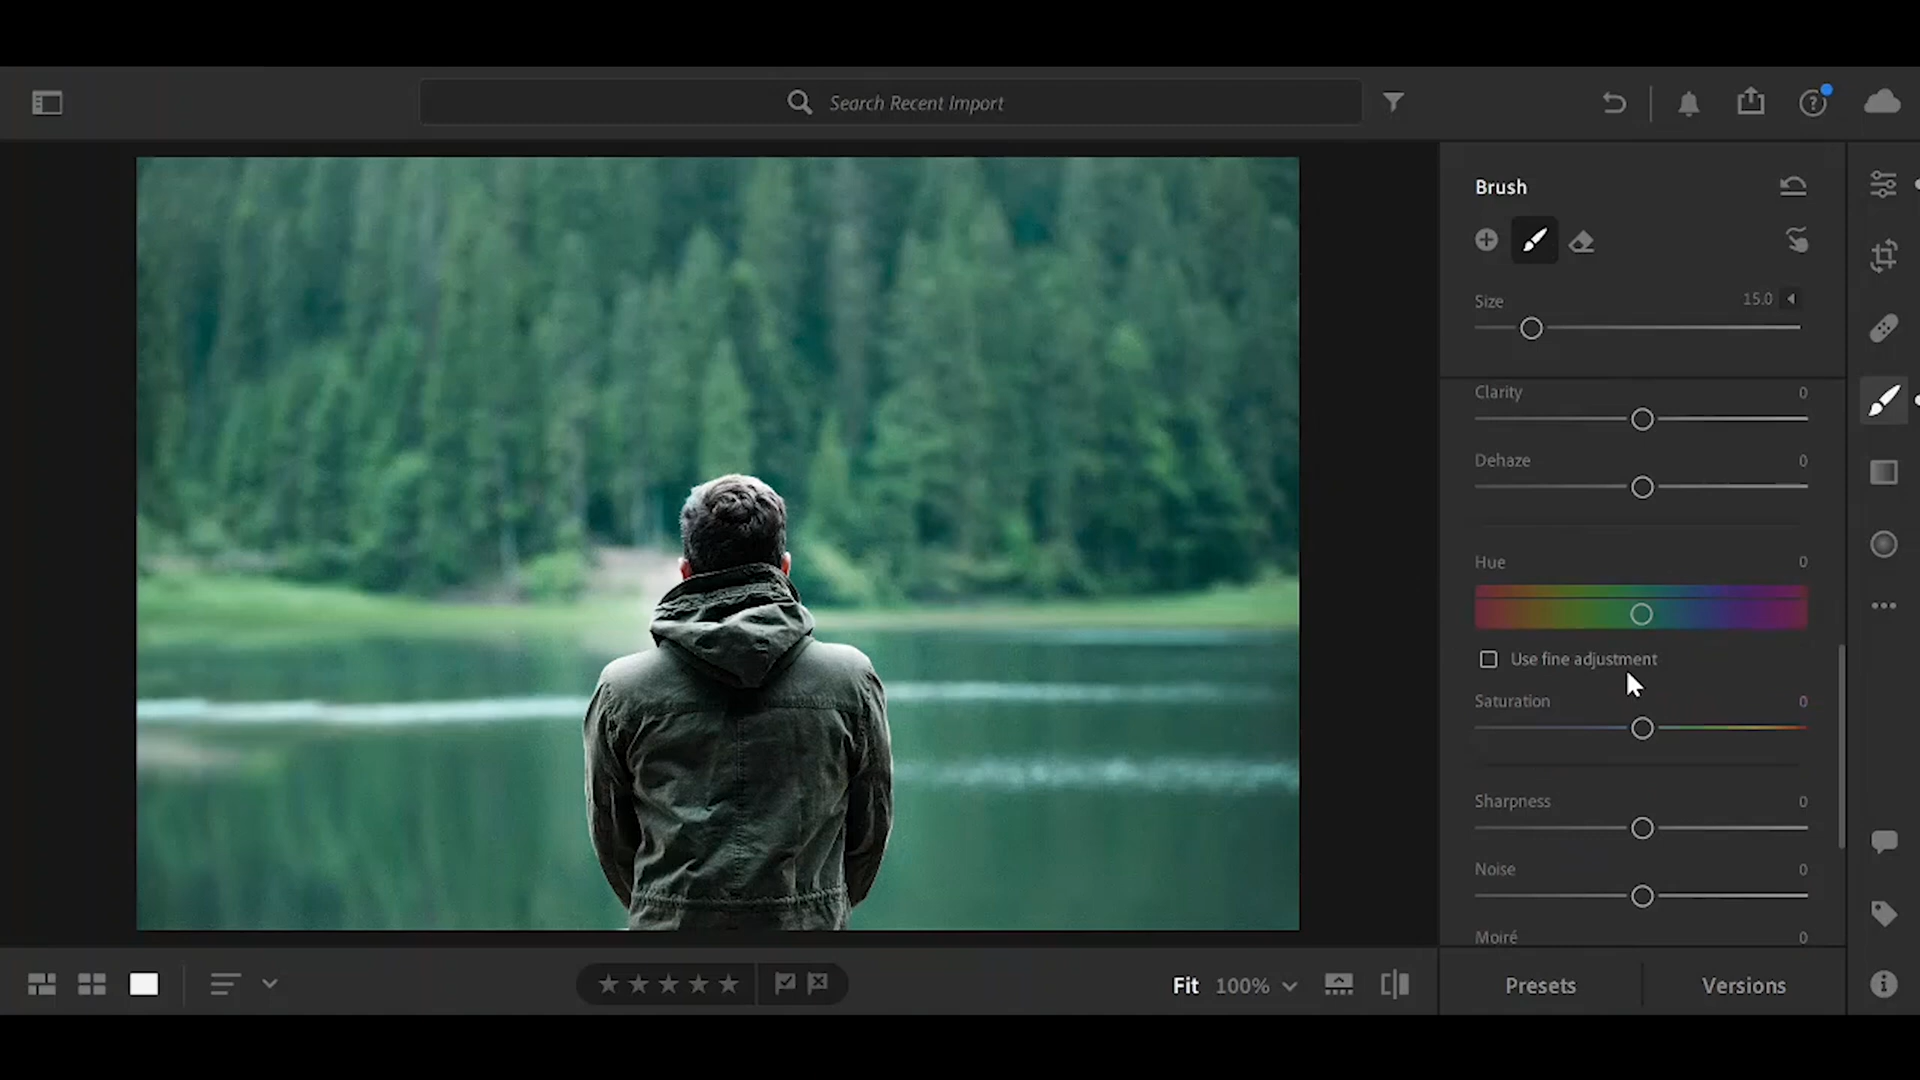 Search Recent Import
Brush
Size 15.0
Clarity 0
Dehaze 0
Hue 0
Use fine adjustment
Saturation 0
Sharpness 0
Noise 0
Moiré 0
Fit 100%
Presets Versions